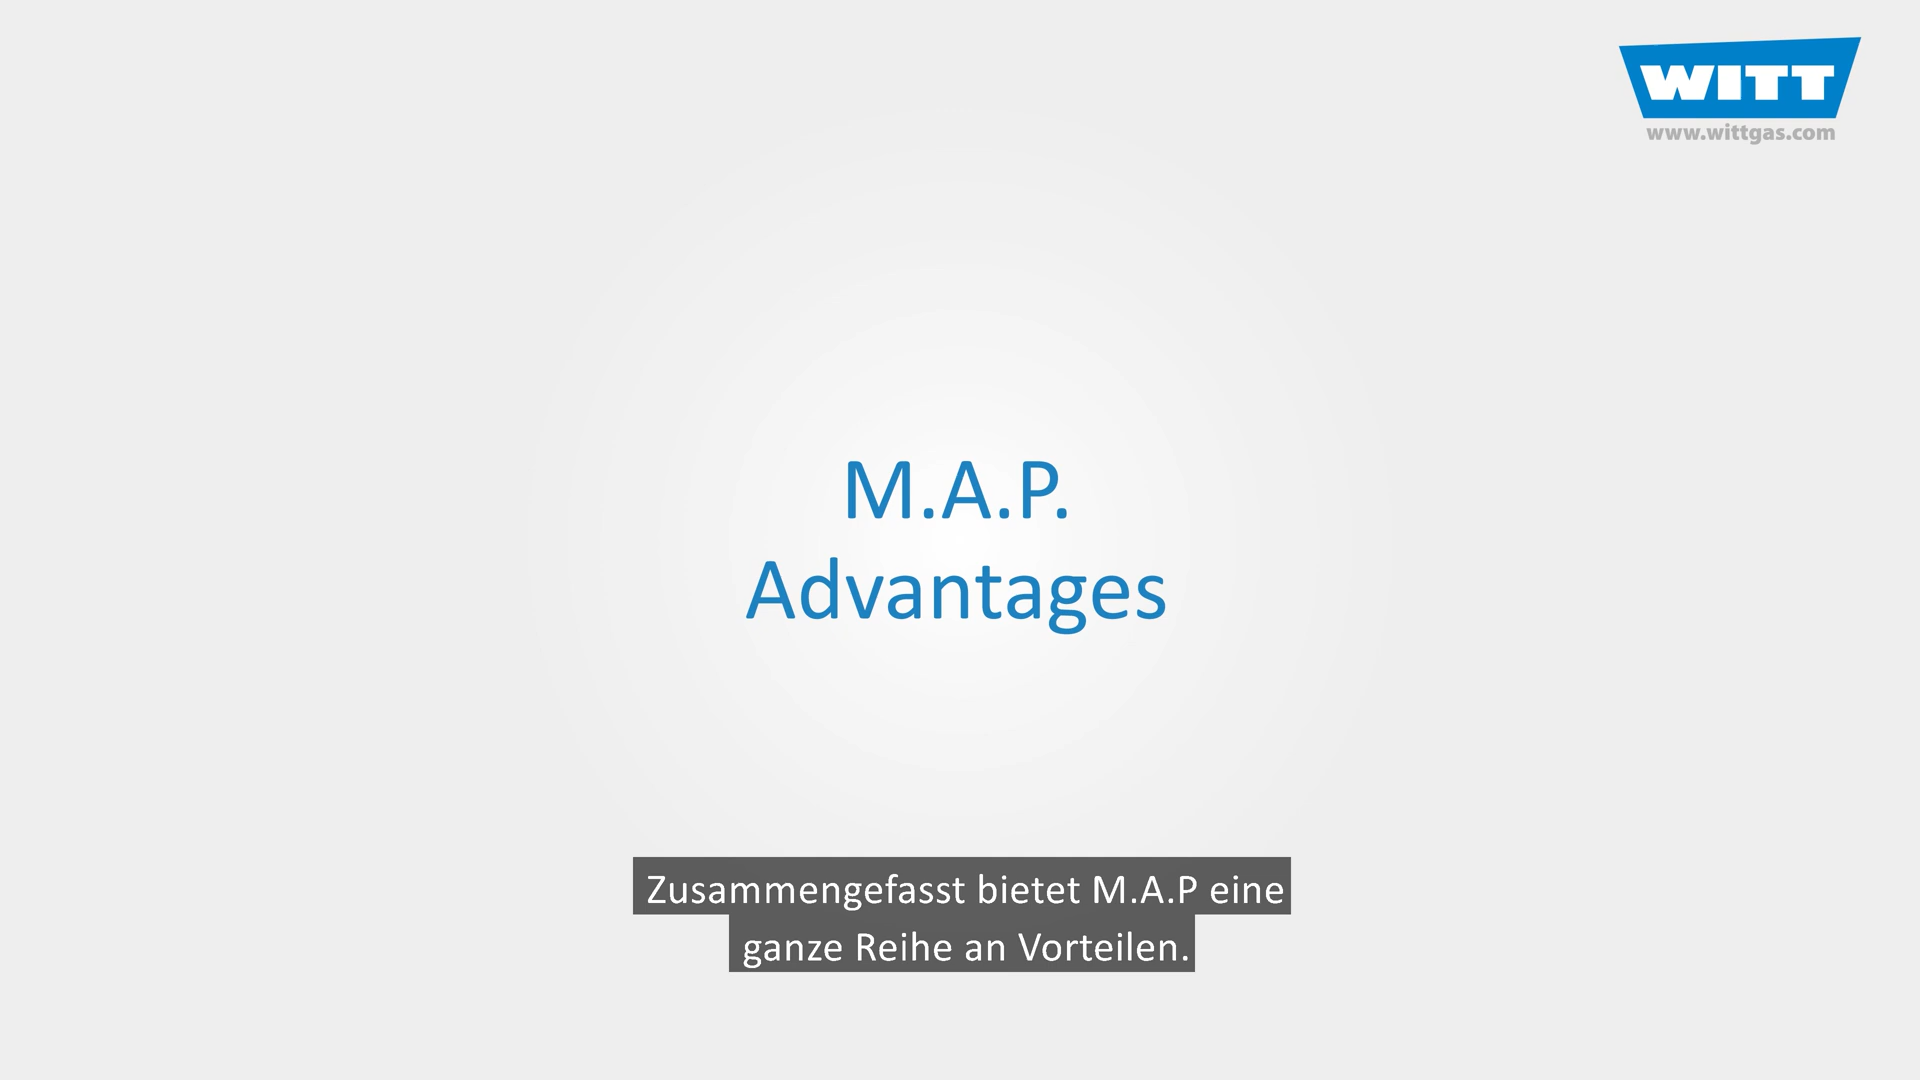 WITT
www.wittgas.com
M.A.P.
Advantages
Zusammengefasst bietet M.A.P eine
ganze Reihe an Vorteilen.